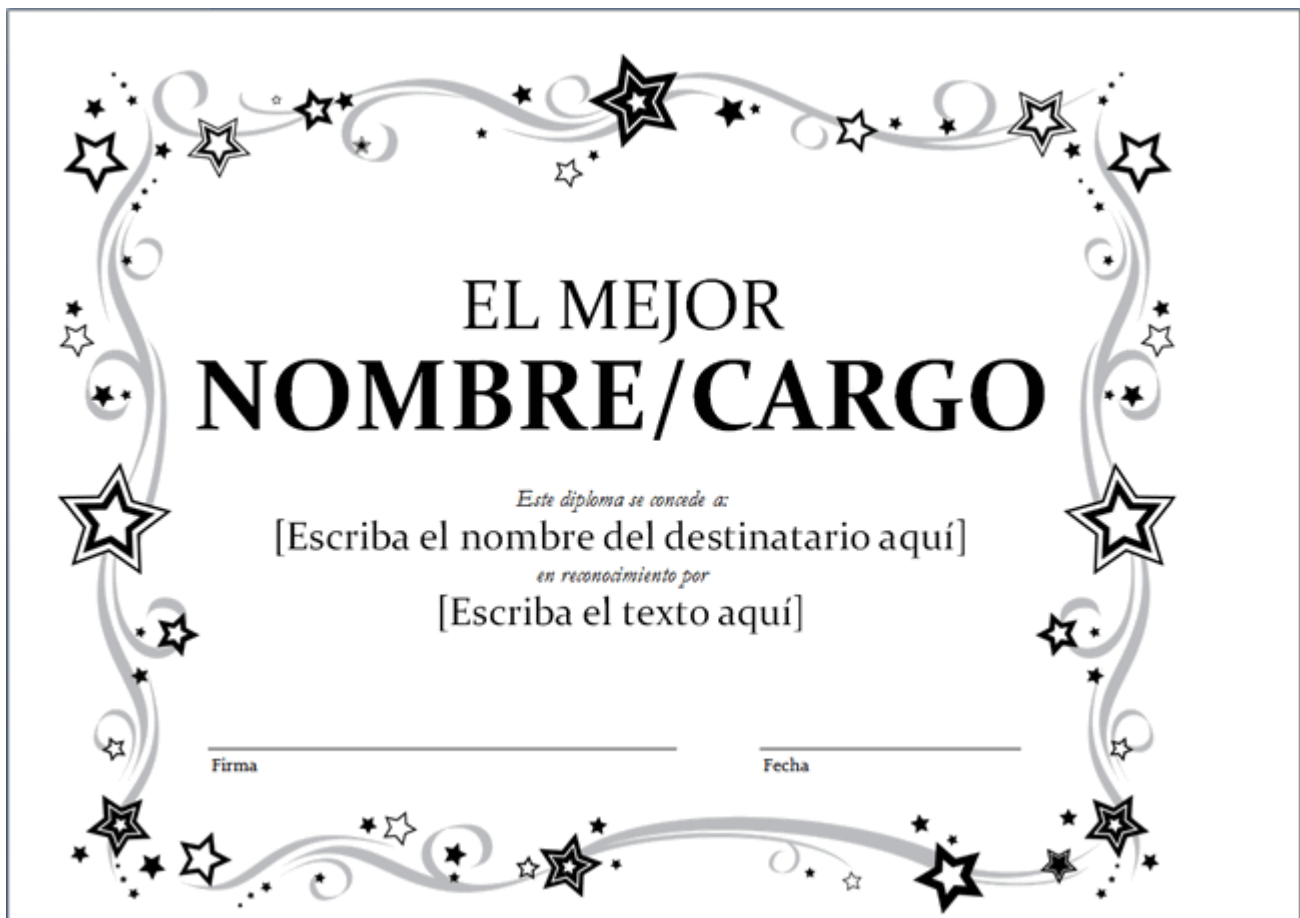 EL MEJOR
NOMBRE/CARGO
Este diploma se concede a:
[Escriba el nombre del destinatario aquí]
en reconocimiento por
[Escriba el texto aquí]
Firma
Fecha